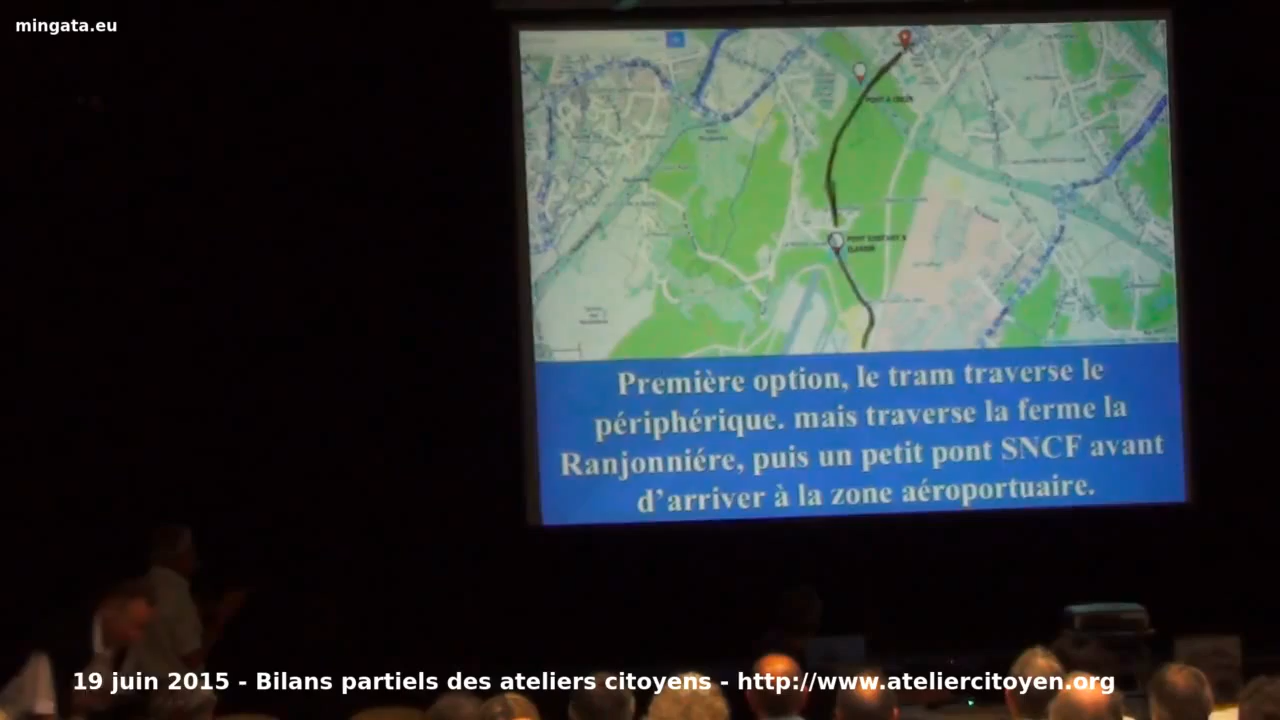 mingata.eu
Première option, le tram traverse le
périphérique. mais traverse la ferme la
Ranjonniére, puis un petit pont SNCF avant
d'arriver à la zone aéroportuaire.
19 juin 2015 - Bilans partiels des ateliers citoyens - http://www.ateliercitoyen.org